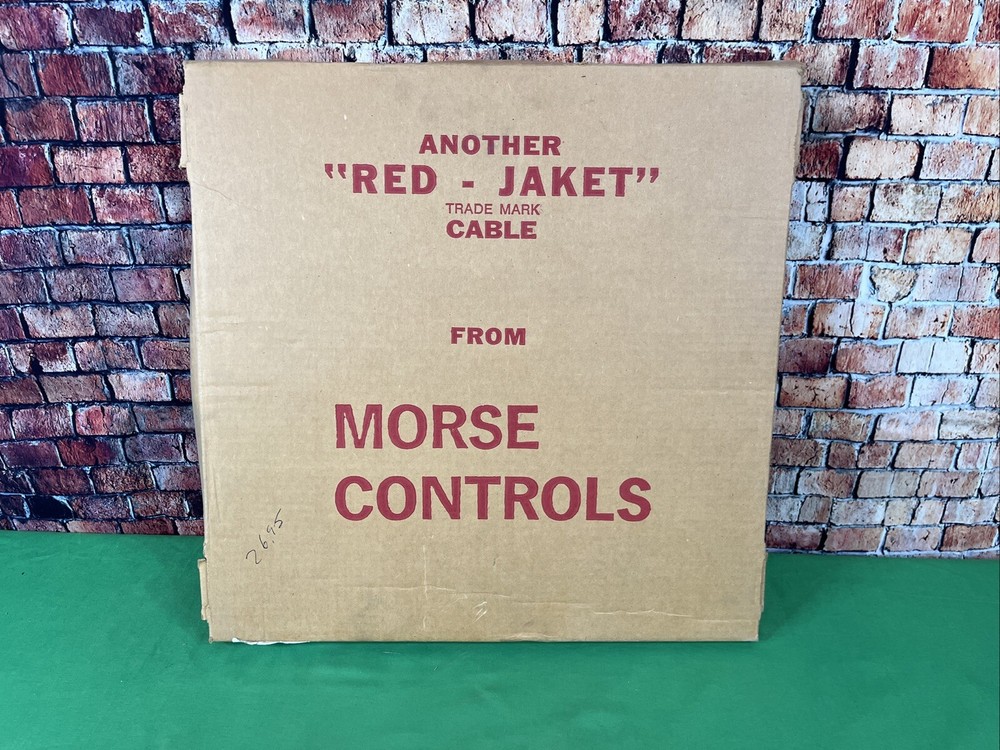 ANOTHER
"RED - JAKET"
TRADE MARK
CABLE
FROM
MORSE
CONTROLS
26.95